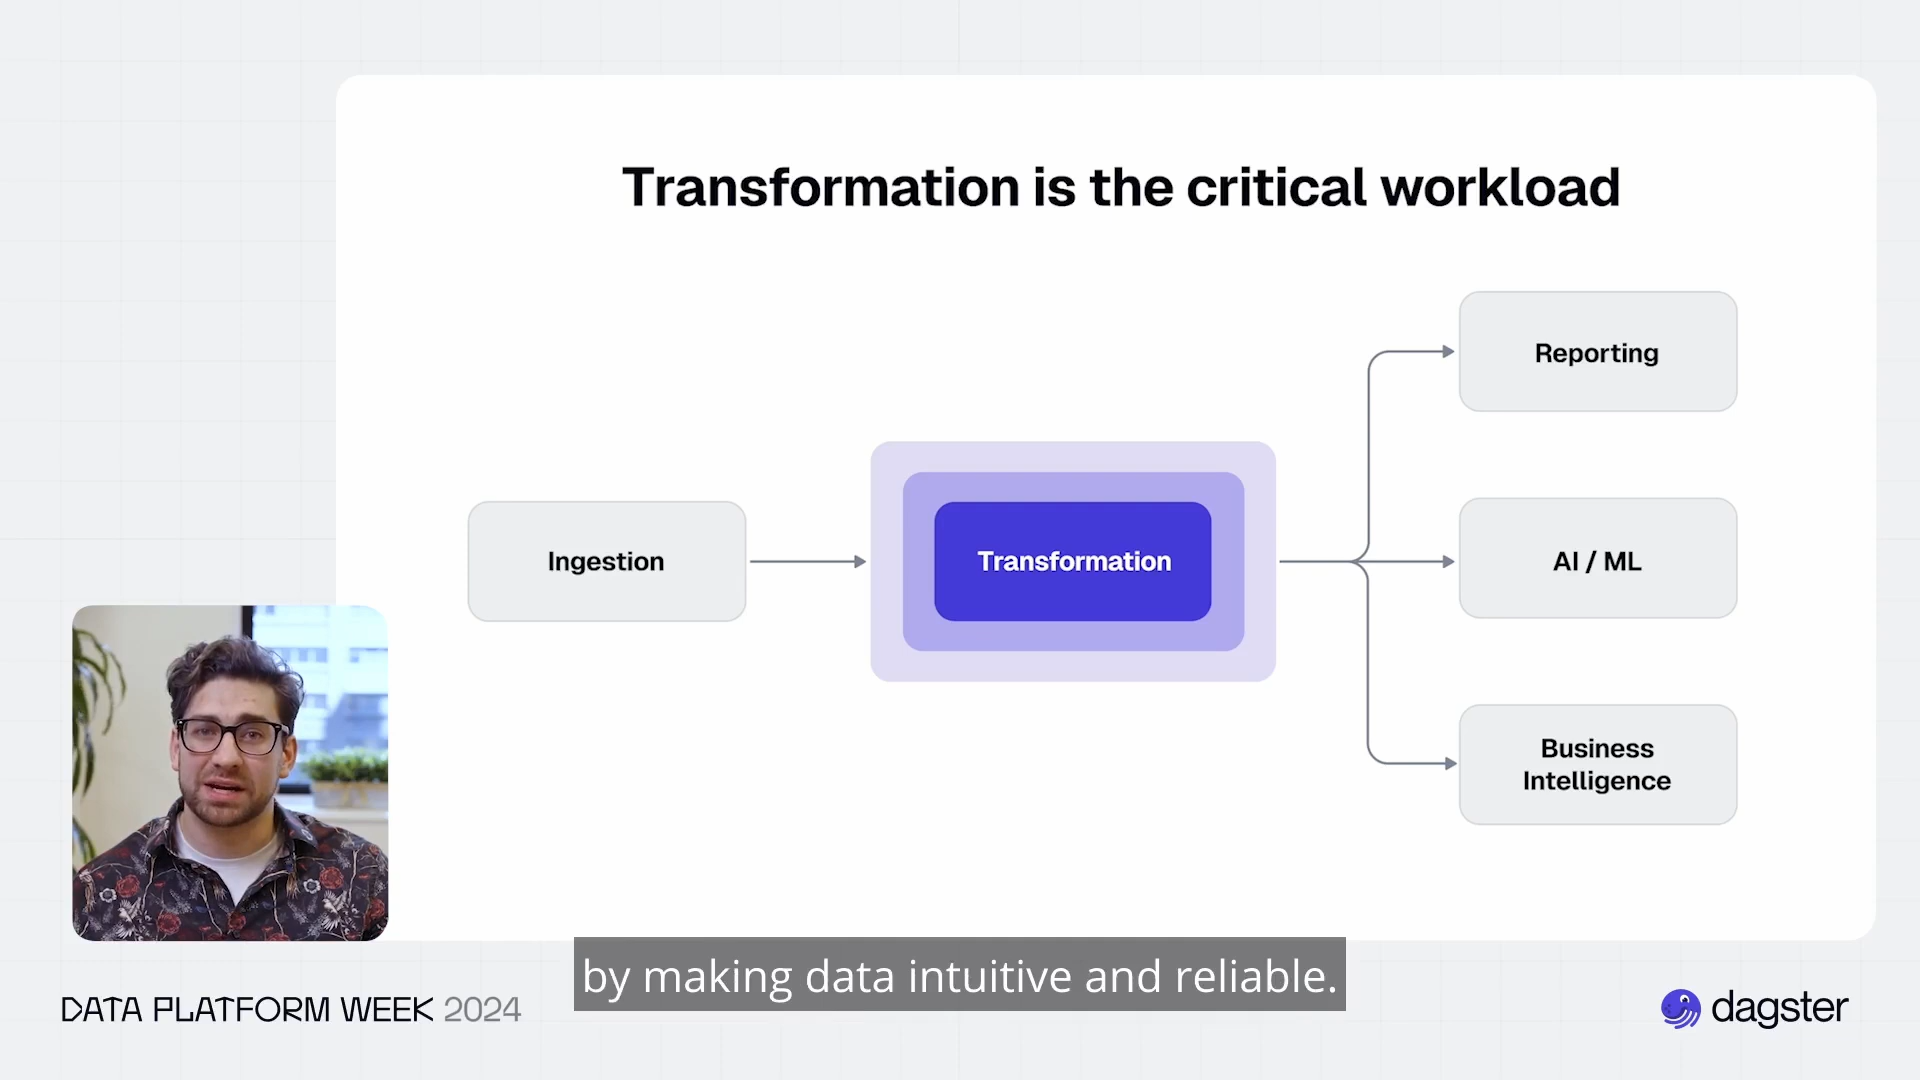 Transformation is the critical workload
Ingestion
Transformation
Reporting
AI / ML
Business
Intelligence
by making data intuitive and reliable.
DATA PLATFORM WEEK 2024
dagster